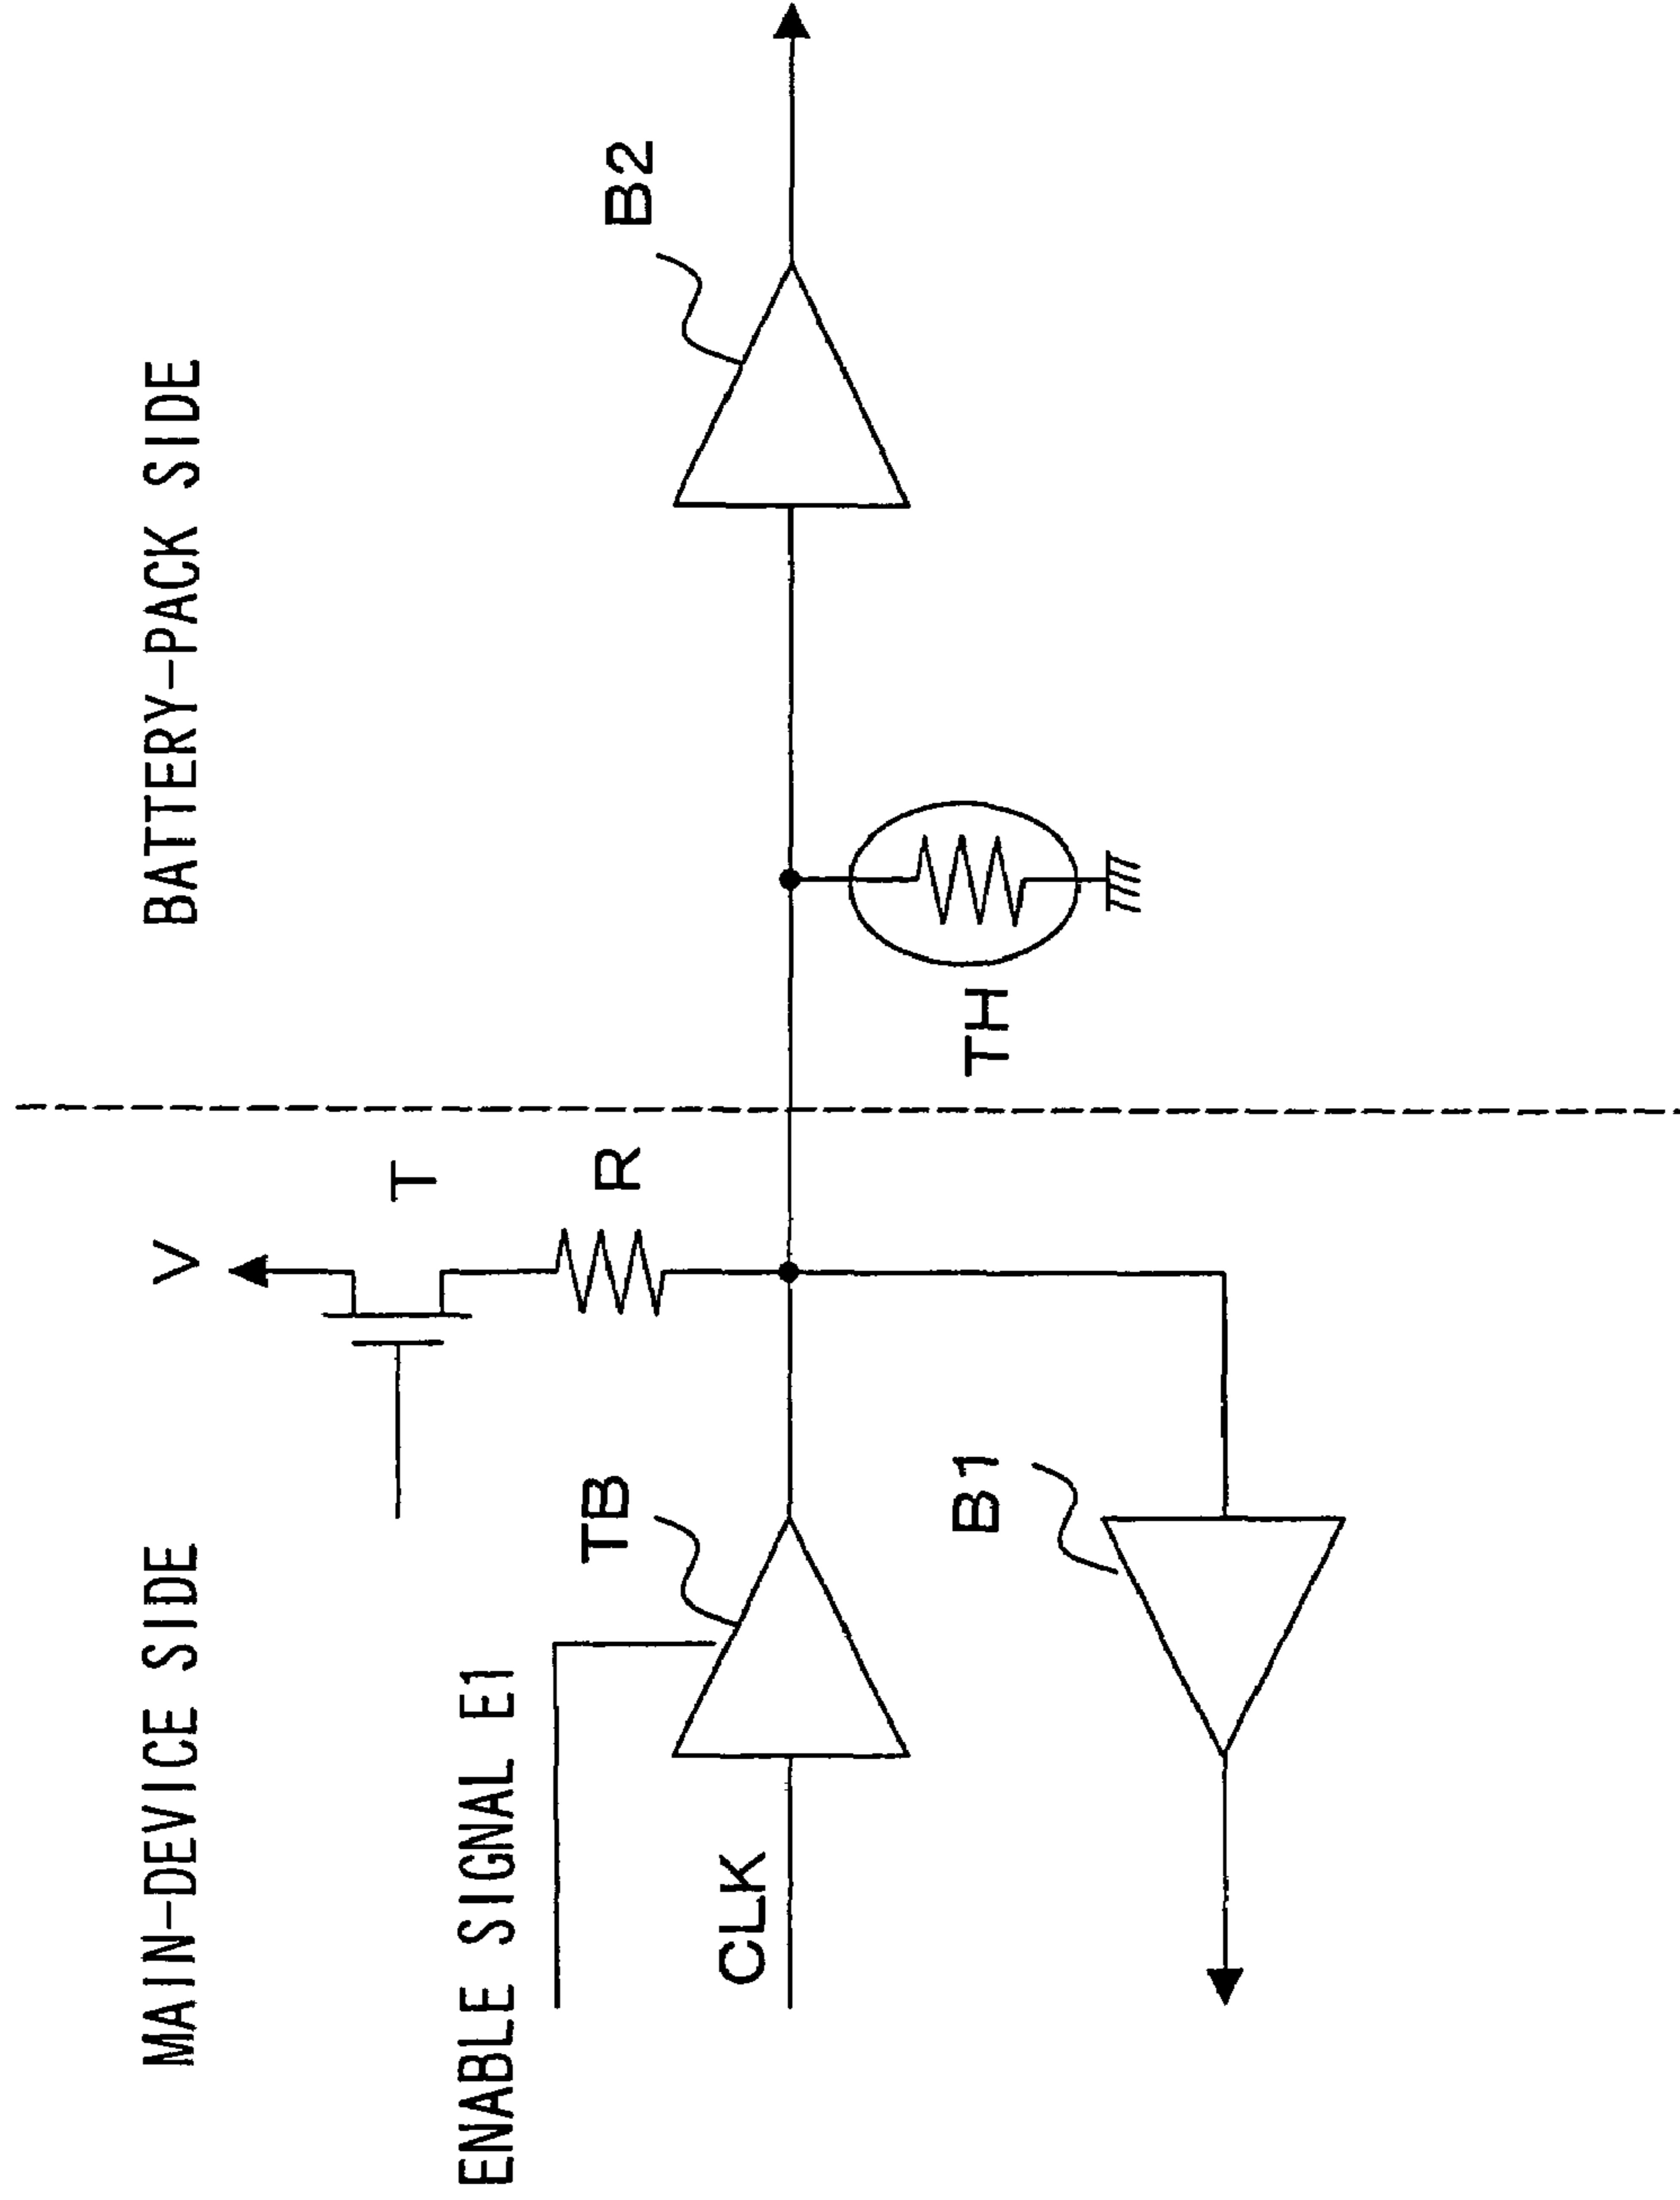 MAIN-DEVICE SIDE
BATTERY-PACK SIDE
V
T
ENABLE SIGNAL E1
TB
R
B2
CLK
B1
TH